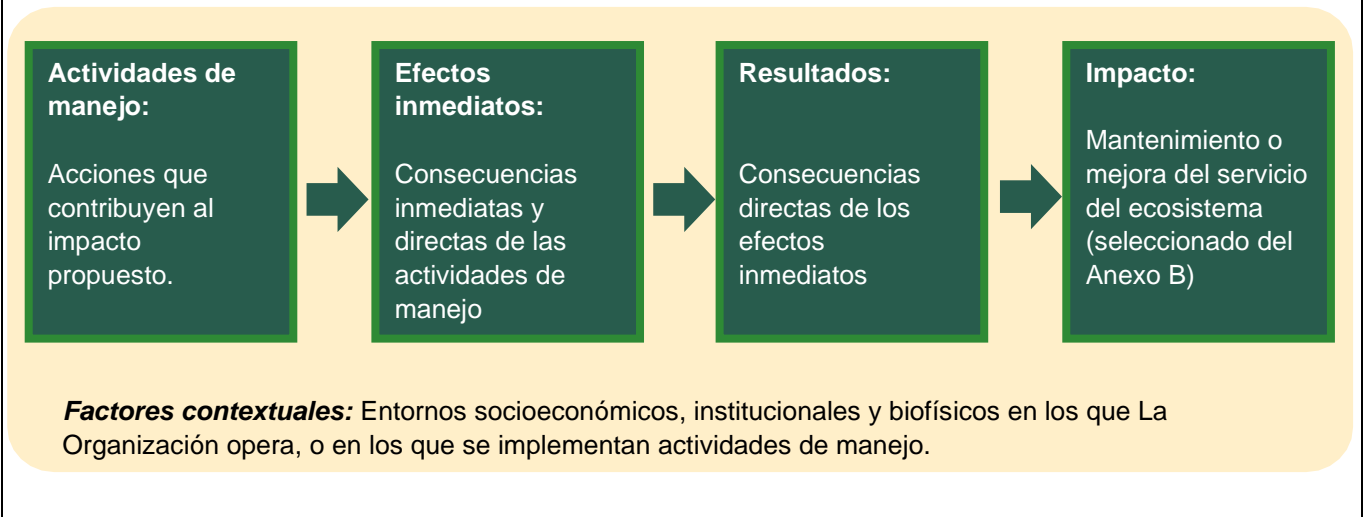 Actividades de
manejo:
Acciones que
contribuyen al
impacto
propuesto.
Efectos
inmediatos:
Consecuencias
inmediatas y
directas de las
actividades de
manejo
Resultados:
Consecuencias
directas de los
efectos
inmediatos
Impacto:
Mantenimiento o
mejora del servicio
del ecosistema
(seleccionado del
Anexo B)
Factores contextuales: Entornos socioeconómicos, institucionales y biofísicos en los que La
Organización opera, o en los que se implementan actividades de manejo.